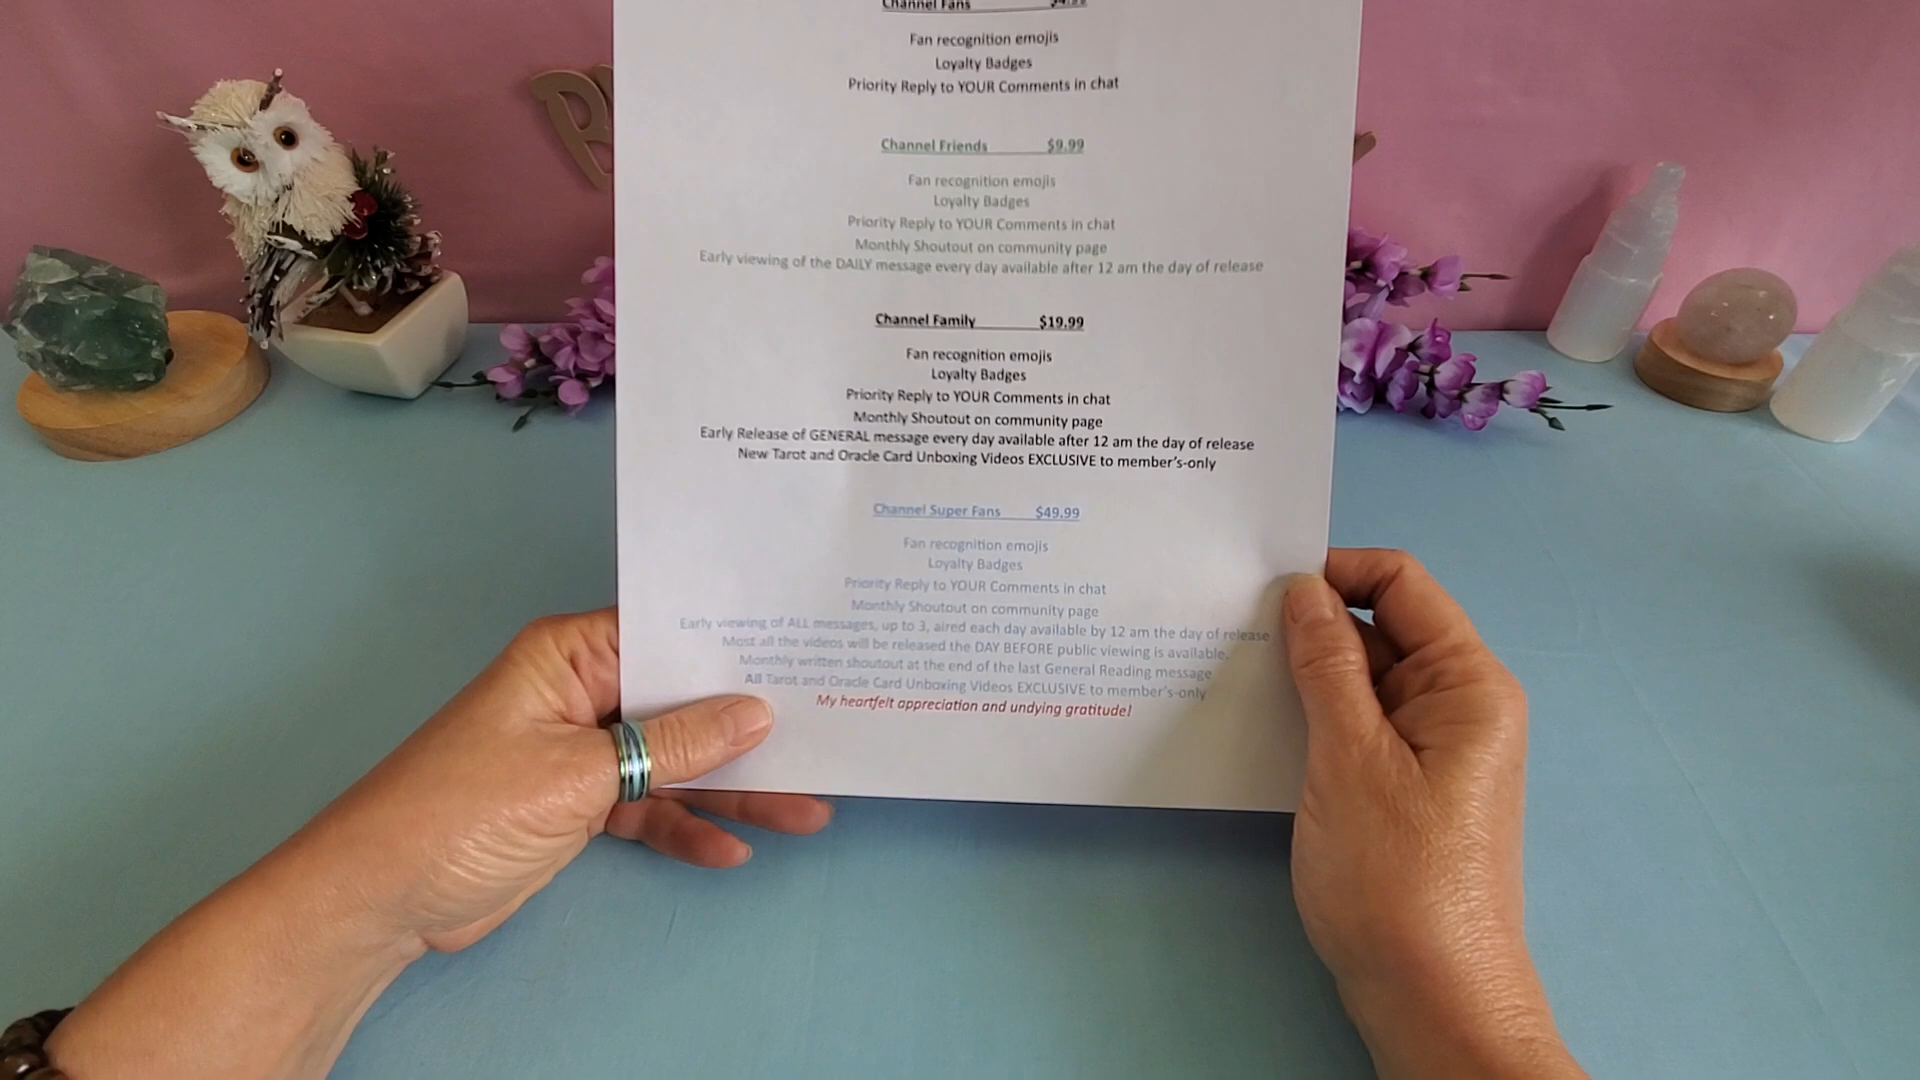 Channel Fans $4.99
Fan recognition emojis
Loyalty Badges
Priority Reply to YOUR Comments in chat
Channel Friends $9.99
Fan recognition emojis
Loyalty Badges
Priority Reply to YOUR Comments in chat
Monthly Shoutout on community page
Early viewing of the DAILY message every day available after 12 am the day of release
Channel Family $19.99
Fan recognition emojis
Loyalty Badges
Priority Reply to YOUR Comments in chat
Monthly Shoutout on community page
Early Release of GENERAL message every day available after 12 am the day of release
New Tarot and Oracle Card Unboxing Videos EXCLUSIVE to member's-only
Channel Super Fans $49.99
Fan recognition emojis
Loyalty Badges
Priority Reply to YOUR Comments in chat
Monthly Shoutout on community page
Early viewing of ALL messages, up to 3, aired each day available by 12 am the day of release
Most all the videos will be released the DAY BEFORE public viewing is available.
Monthly written shoutout at the end of the last General Reading message
All Tarot and Oracle Card Unboxing Videos EXCLUSIVE to member's-only
My heartfelt appreciation and undying gratitude!